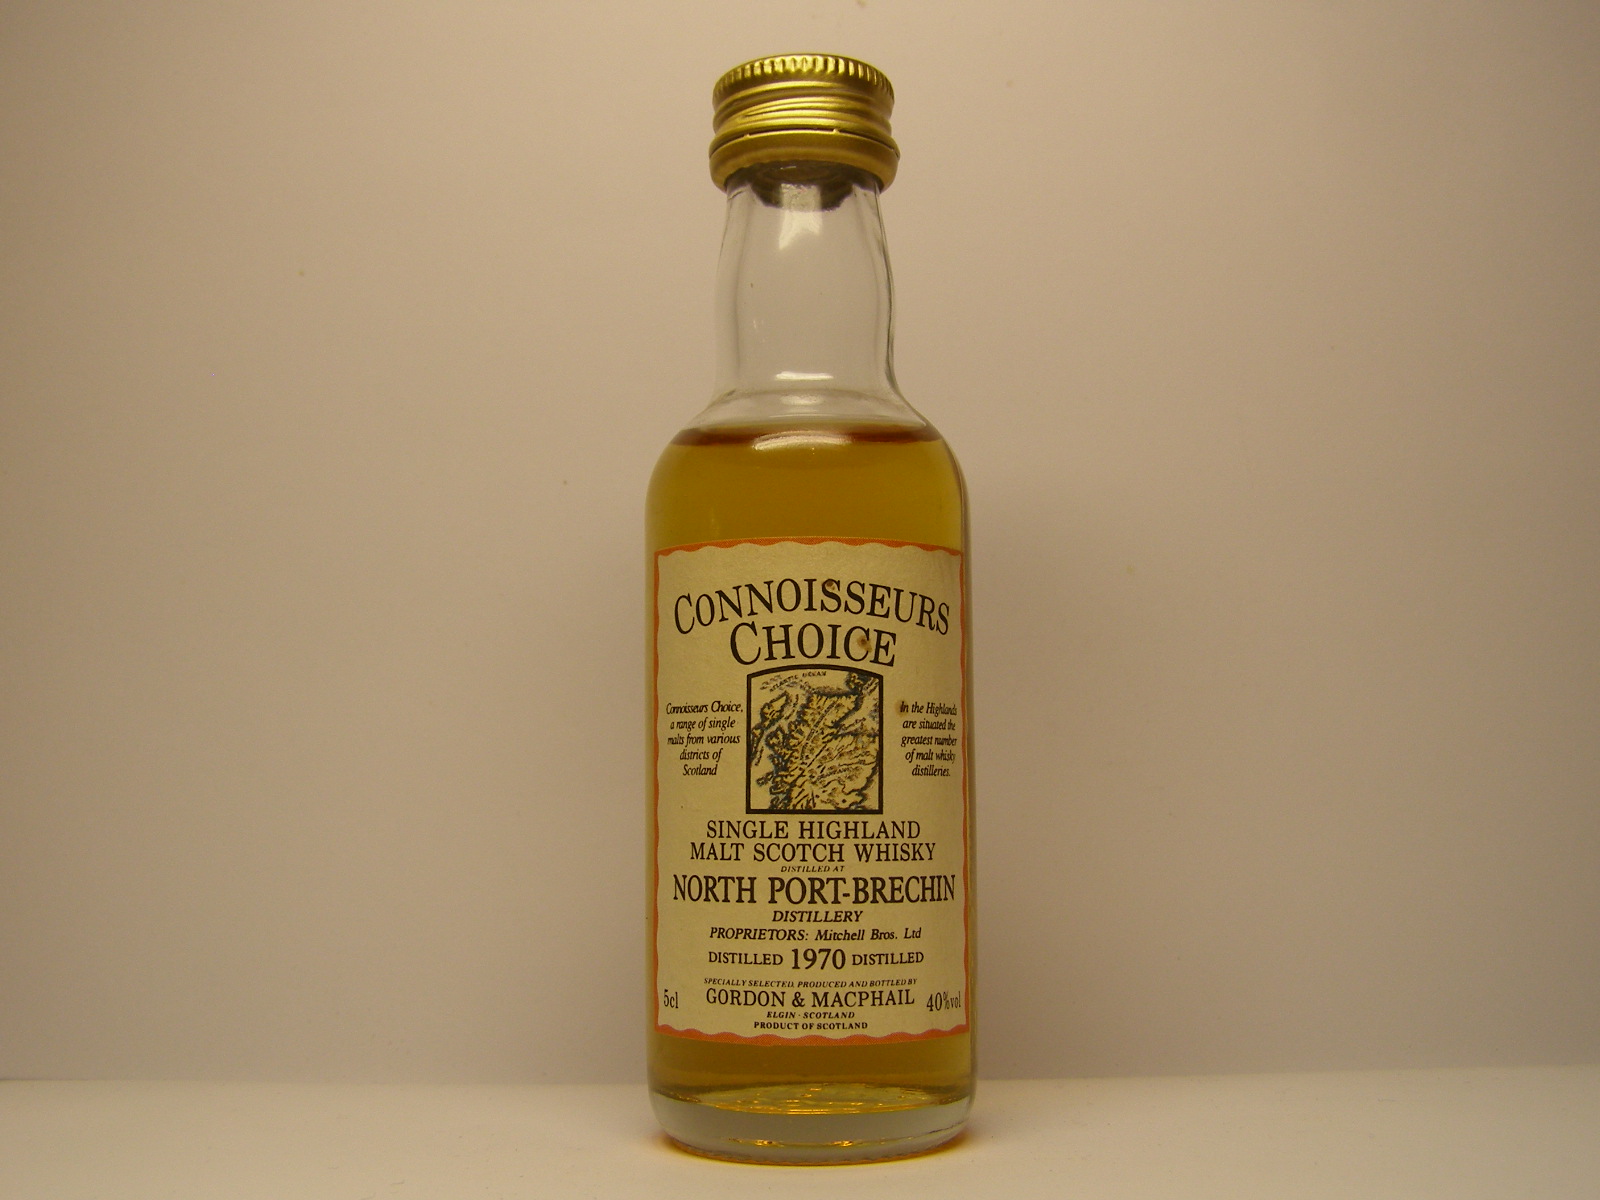 CONNOISSEURS
CHOICE
ATLANTIC OCEAN
Connoisseurs Choice,
a range of single
malts from various
districts of
Scotland
In the Highlands
are situated the
greatest number
of malt whisky
distilleries.
SINGLE HIGHLAND
MALT SCOTCH WHISKY
DISTILLED AT
NORTH PORT-BRECHIN
DISTILLERY
PROPRIETORS: Mitchell Bros. Ltd
DISTILLED 1970 DISTILLED
SPECIALLY SELECTED, PRODUCED AND BOTTLED BY
5cl GORDON & MACPHAIL 40%vol
ELGIN · SCOTLAND
PRODUCT OF SCOTLAND